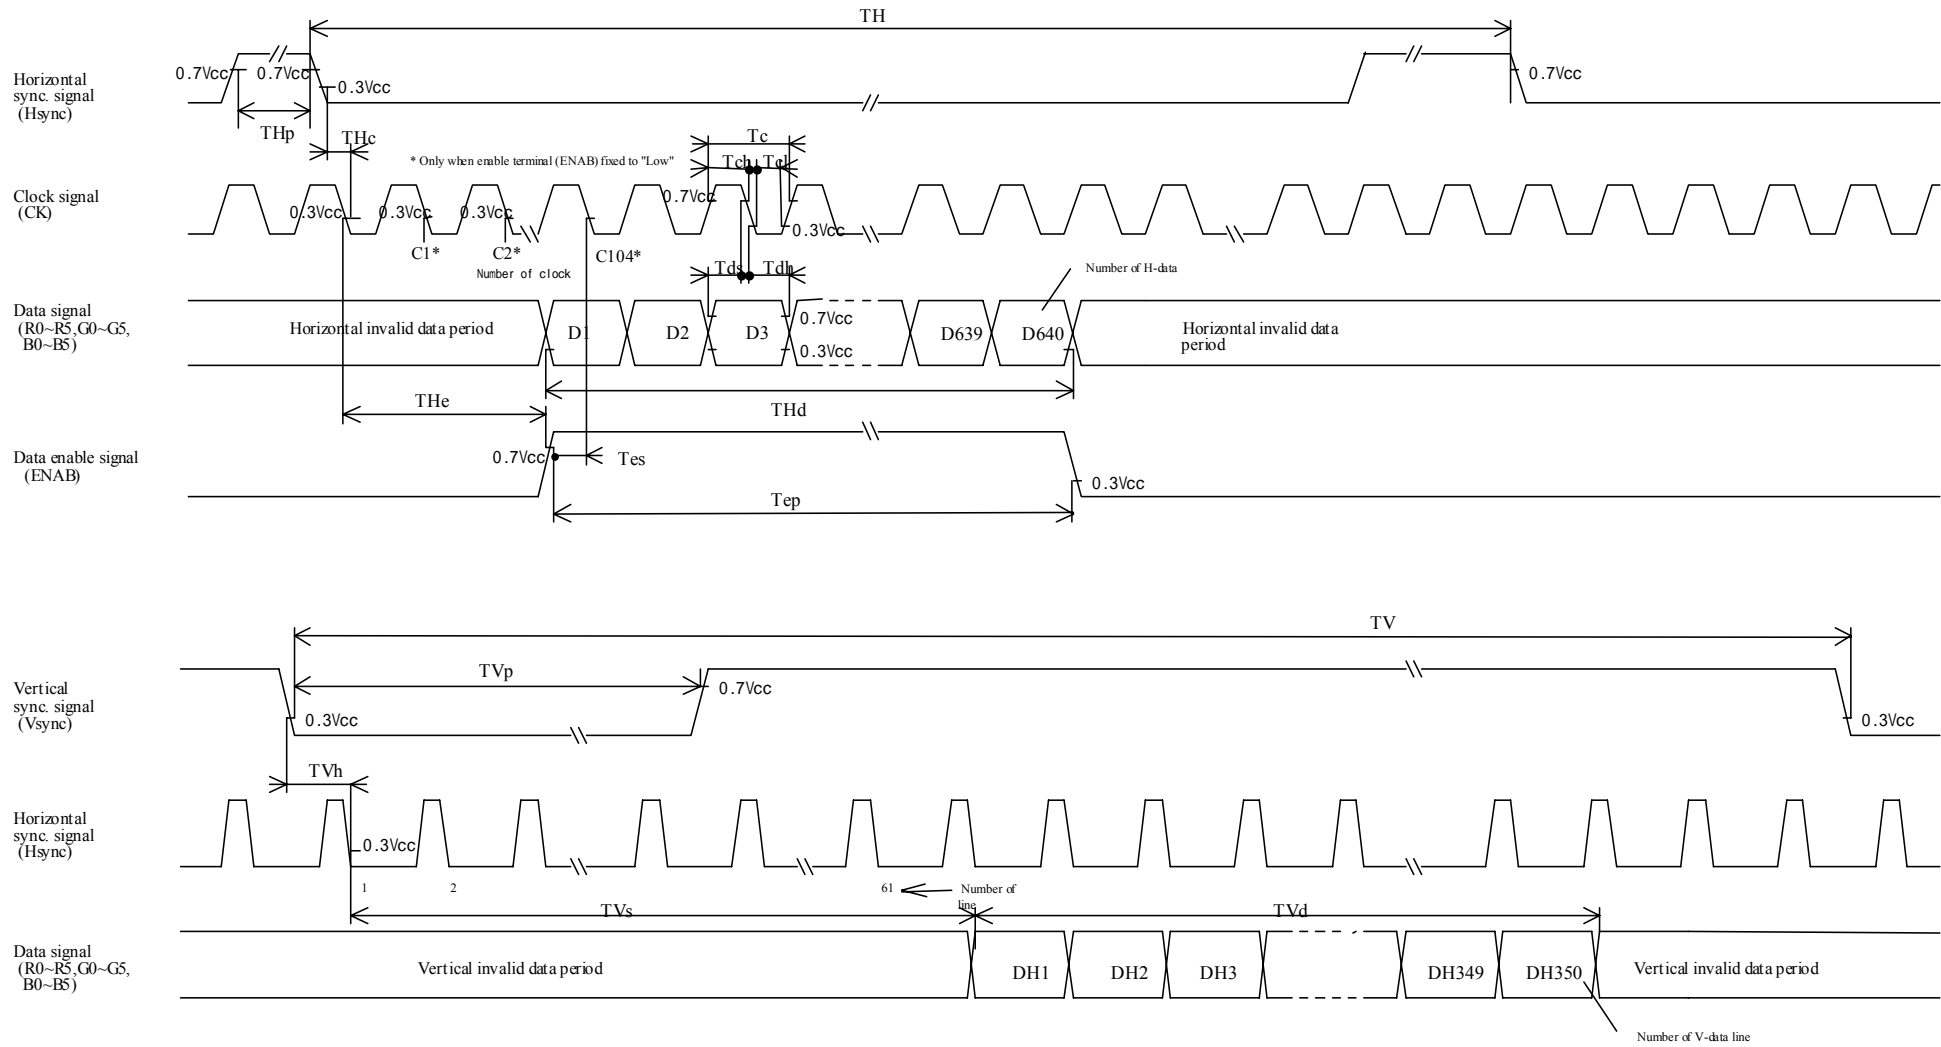 TH
Horizontal
sync. signal
(Hsync)
0.7Vcc
0.7Vcc
0.3Vcc
0.7Vcc
THp
THc
Tc
* Only when enable terminal (ENAB) fixed to "Low"
Tch
Tcl
Clock signal
(CK)
0.7Vcc
0.3Vcc
0.3Vcc
0.3Vcc
0.3Vcc
C1*
C2*
C104*
Number of clock
Tds
Tdh
Number of H-data
Data signal
(R0~R5,G0~G5,
B0~B5)
Horizontal invalid data period
D1
D2
D3
0.7Vcc
0.3Vcc
D639
D640
Horizontal invalid data
period
THe
THd
Data enable signal
(ENAB)
0.7Vcc
Tes
0.3Vcc
Tep
TV
TVp
Vertical
sync. signal
(Vsync)
0.7Vcc
0.3Vcc
0.3Vcc
TVh
Horizontal
sync. signal
(Hsync)
0.3Vcc
1
2
61
Number of
line
TVs
TVd
Data signal
(R0~R5,G0~G5,
B0~B5)
Vertical invalid data period
DH1
DH2
DH3
DH349
DH350
Vertical invalid data period
Number of V-data line